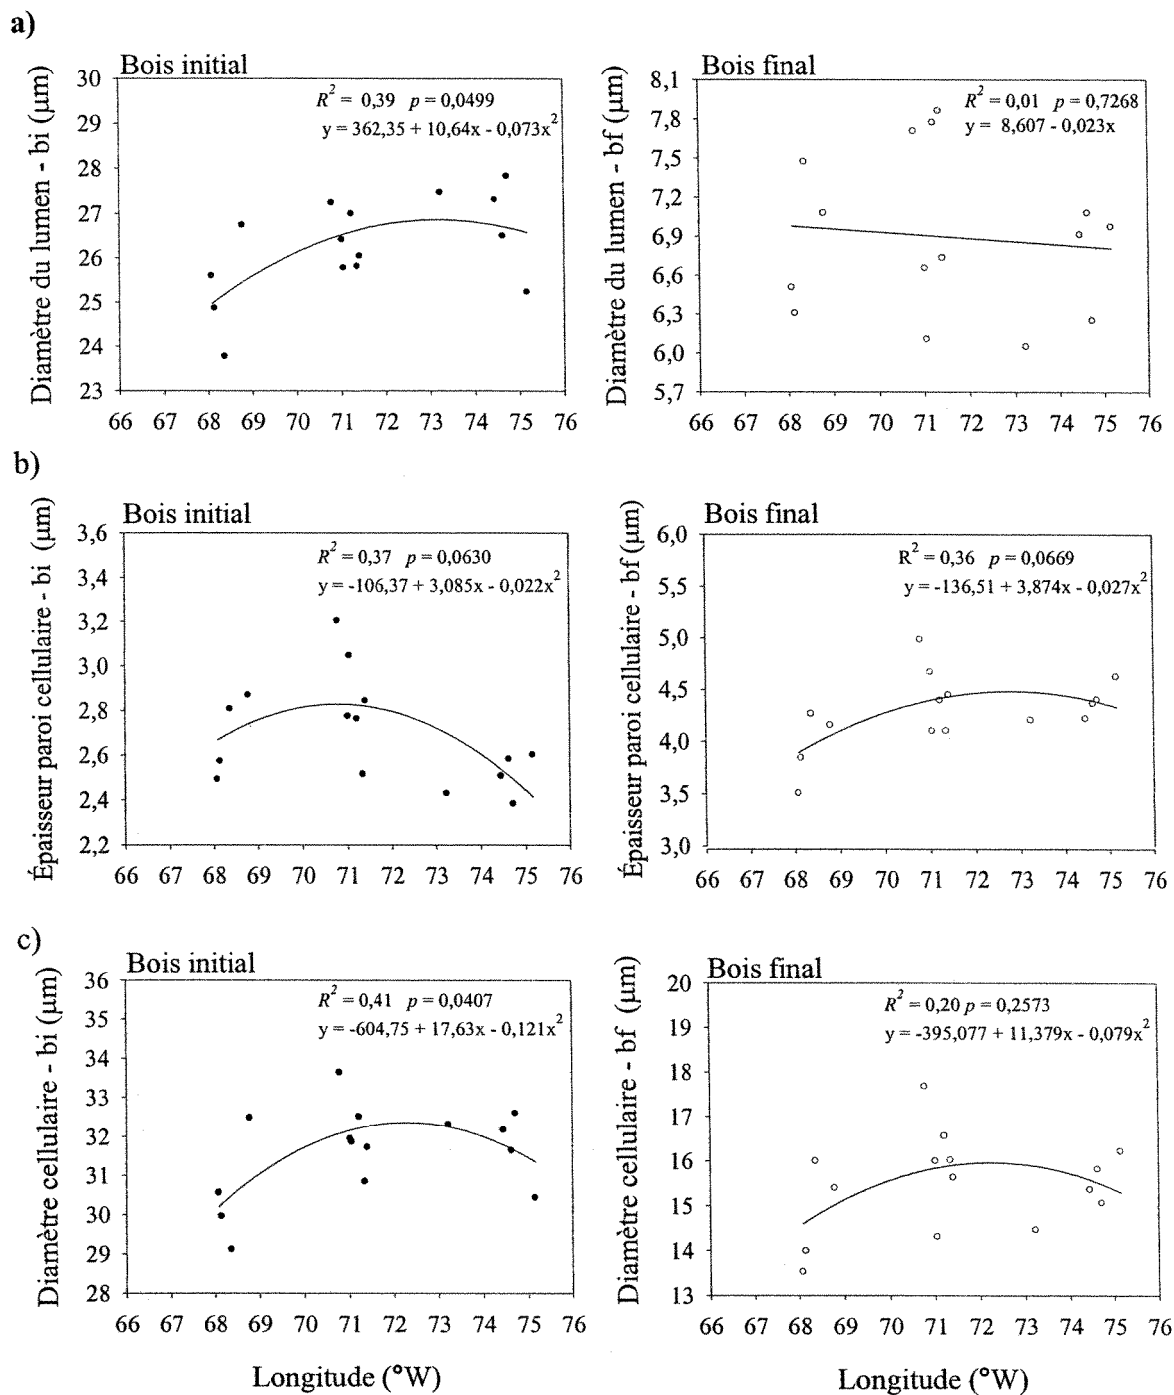 a)
Bois initial
R² = 0,39 p = 0,0499
y = 362,35 + 10,64x - 0,073x²
Diamètre du lumen - bi (µm)
30
29
28
27
26
25
24
23
66 67 68 69 70 71 72 73 74 75 76
Bois final
R² = 0,01 p = 0,7268
y = 8,607 - 0,023x
Diamètre du lumen - bf (µm)
8,1
7,8
7,5
7,2
6,9
6,6
6,3
6,0
5,7
66 67 68 69 70 71 72 73 74 75 76
b)
Bois initial
R² = 0,37 p = 0,0630
y = -106,37 + 3,085x - 0,022x²
Épaisseur paroi cellulaire - bi (µm)
3,6
3,4
3,2
3,0
2,8
2,6
2,4
2,2
66 67 68 69 70 71 72 73 74 75 76
Bois final
R² = 0,36 p = 0,0669
y = -136,51 + 3,874x - 0,027x²
Épaisseur paroi cellulaire - bf (µm)
6,0
5,5
5,0
4,5
4,0
3,5
3,0
66 67 68 69 70 71 72 73 74 75 76
c)
Bois initial
R² = 0,41 p = 0,0407
y = -604,75 + 17,63x - 0,121x²
Diamètre cellulaire - bi (µm)
36
35
34
33
32
31
30
29
28
66 67 68 69 70 71 72 73 74 75 76
Longitude (°W)
Bois final
R² = 0,20 p = 0,2573
y = -395,077 + 11,379x - 0,079x²
Diamètre cellulaire - bf (µm)
20
19
18
17
16
15
14
13
66 67 68 69 70 71 72 73 74 75 76
Longitude (°W)